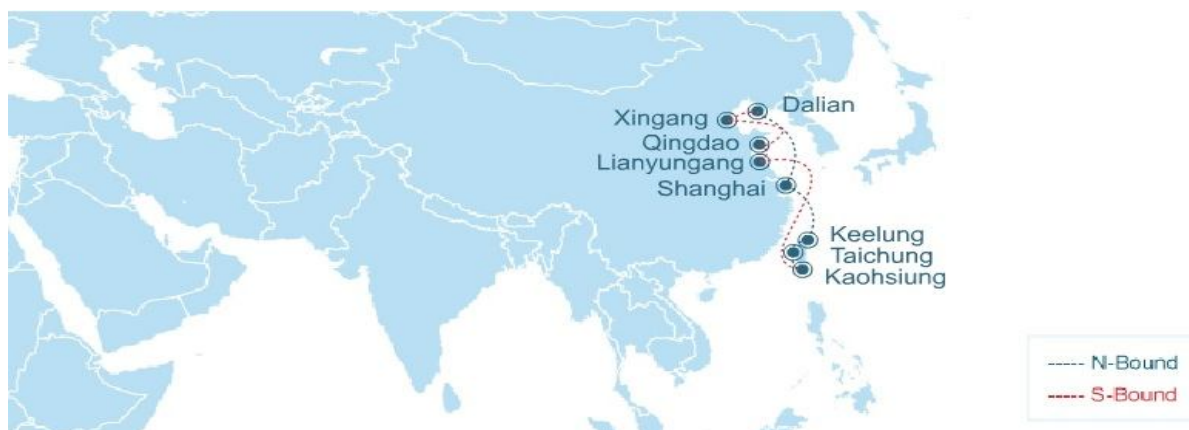 Dalian
Xingang
Qingdao
Lianyungang
Shanghai
Keelung
Taichung
Kaohsiung
N-Bound
S-Bound